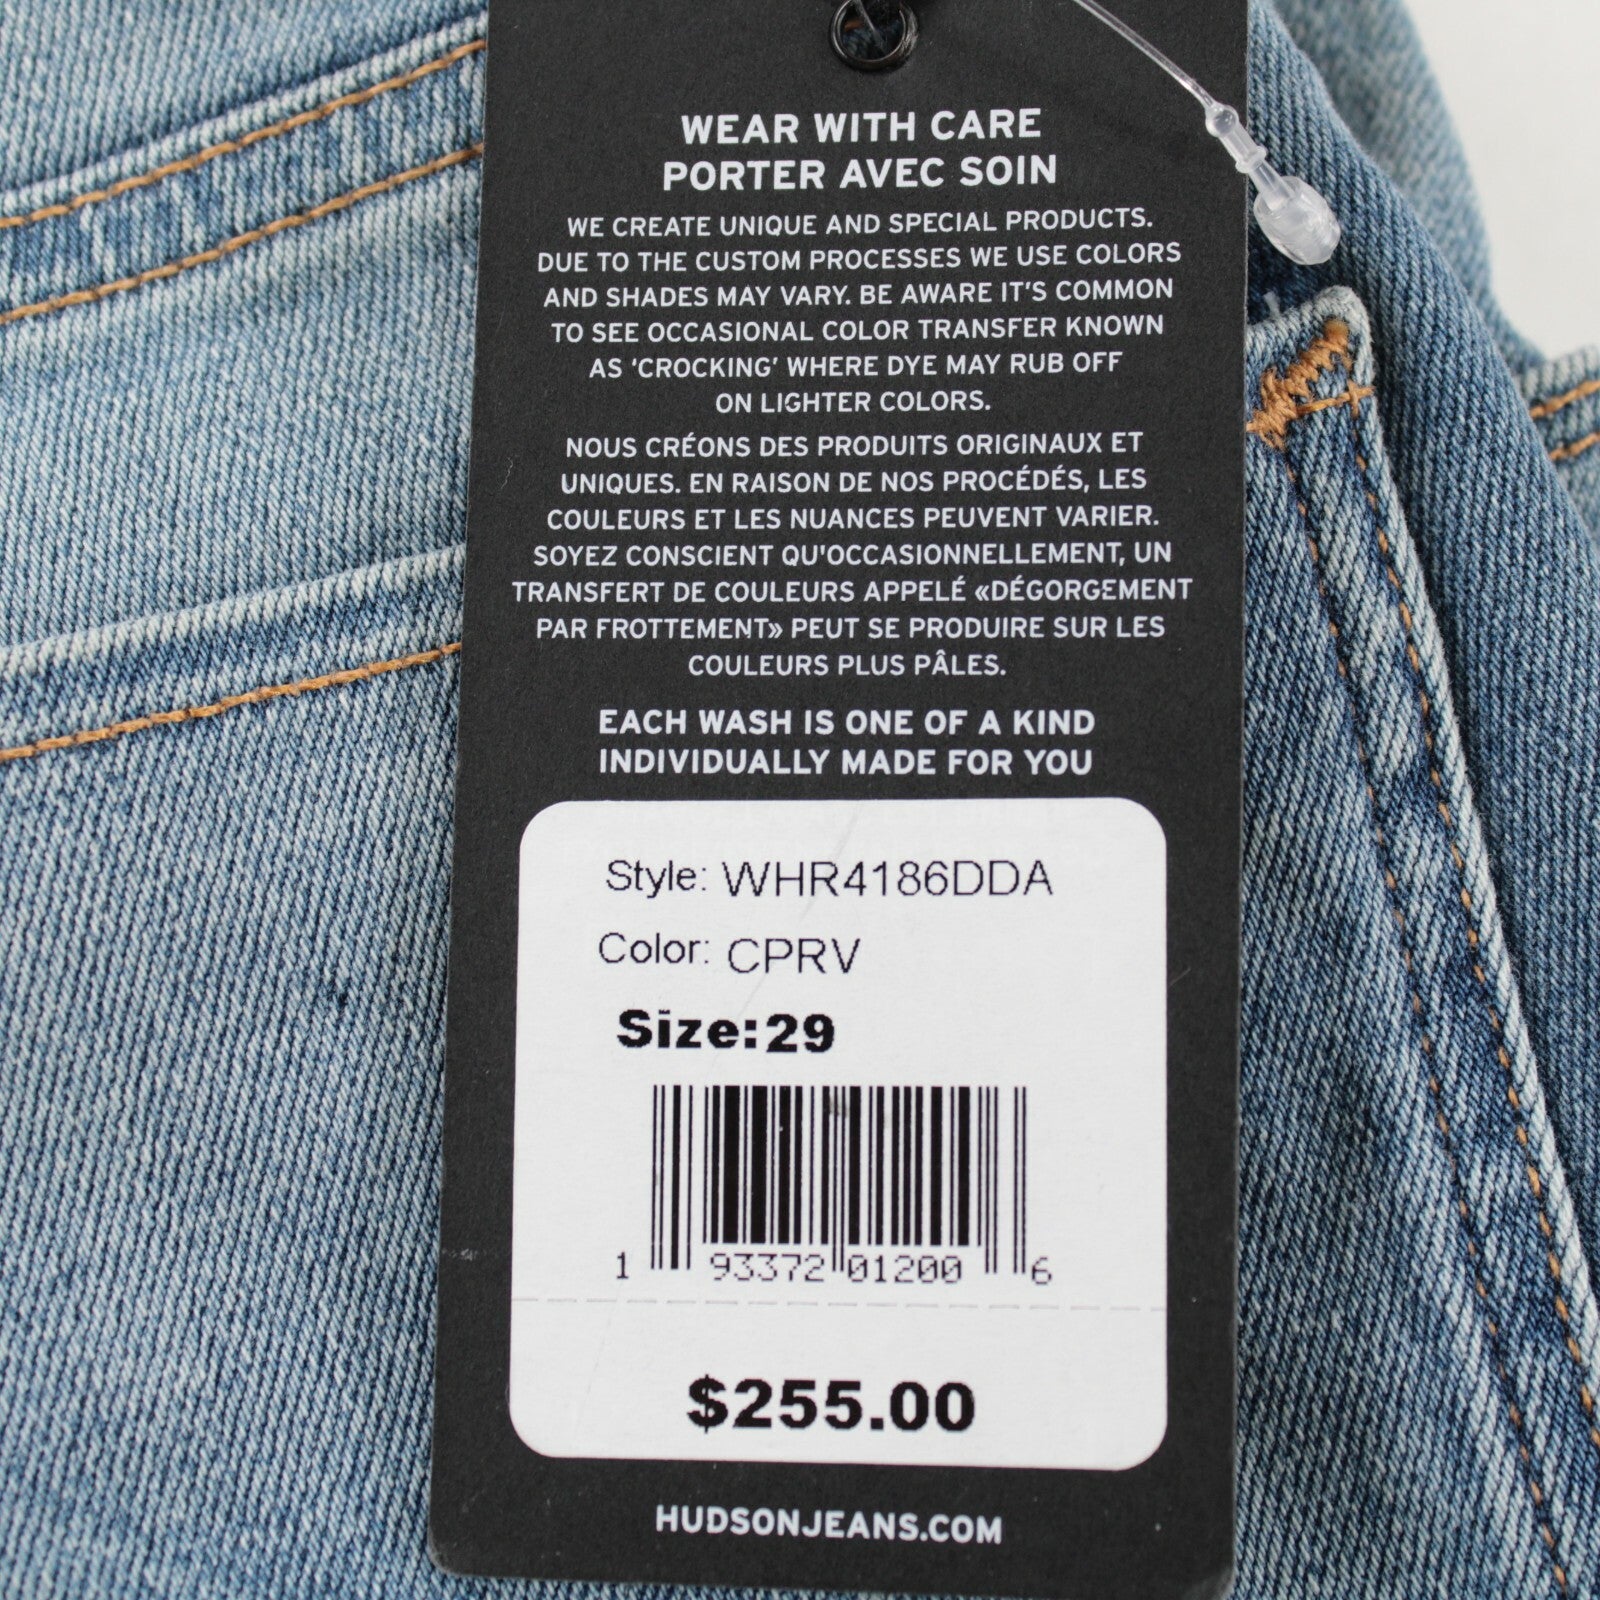 WEAR WITH CARE
PORTER AVEC SOIN
WE CREATE UNIQUE AND SPECIAL PRODUCTS.
DUE TO THE CUSTOM PROCESSES WE USE COLORS
AND SHADES MAY VARY. BE AWARE IT'S COMMON
TO SEE OCCASIONAL COLOR TRANSFER KNOWN
AS 'CROCKING' WHERE DYE MAY RUB OFF
ON LIGHTER COLORS.
NOUS CRÉONS DES PRODUITS ORIGINAUX ET
UNIQUES. EN RAISON DE NOS PROCÉDÉS, LES
COULEURS ET LES NUANCES PEUVENT VARIER.
SOYEZ CONSCIENT QU'OCCASIONNELLEMENT, UN
TRANSFERT DE COULEURS APPELÉ «DÉGORGEMENT
PAR FROTTEMENT» PEUT SE PRODUIRE SUR LES
COULEURS PLUS PÂLES.
EACH WASH IS ONE OF A KIND
INDIVIDUALLY MADE FOR YOU
Style: WHR4186DDA
Color: CPRV
Size:29
1 93372 01200 6
$255.00
HUDSONJEANS.COM